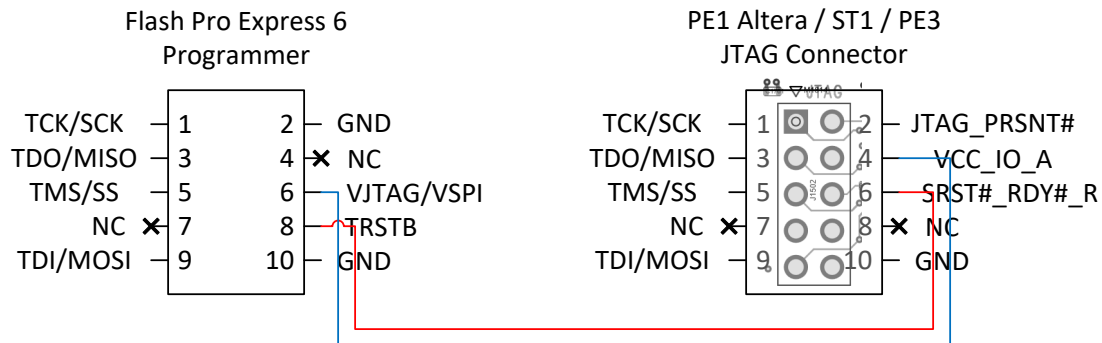 Flash Pro Express 6
Programmer
TCK/SCK 1 2 GND
TDO/MISO 3 4 NC
TMS/SS 5 6 VJTAG/VSPI
NC 7 8 TRSTB
TDI/MOSI 9 10 GND
PE1 Altera / ST1 / PE3
JTAG Connector
JTAG
TCK/SCK 1 2 JTAG_PRSNT#
TDO/MISO 3 4 VCC_IO_A
J1502
TMS/SS 5 6 SRST#_RDY#_R
NC 7 8 NC
TDI/MOSI 9 10 GND